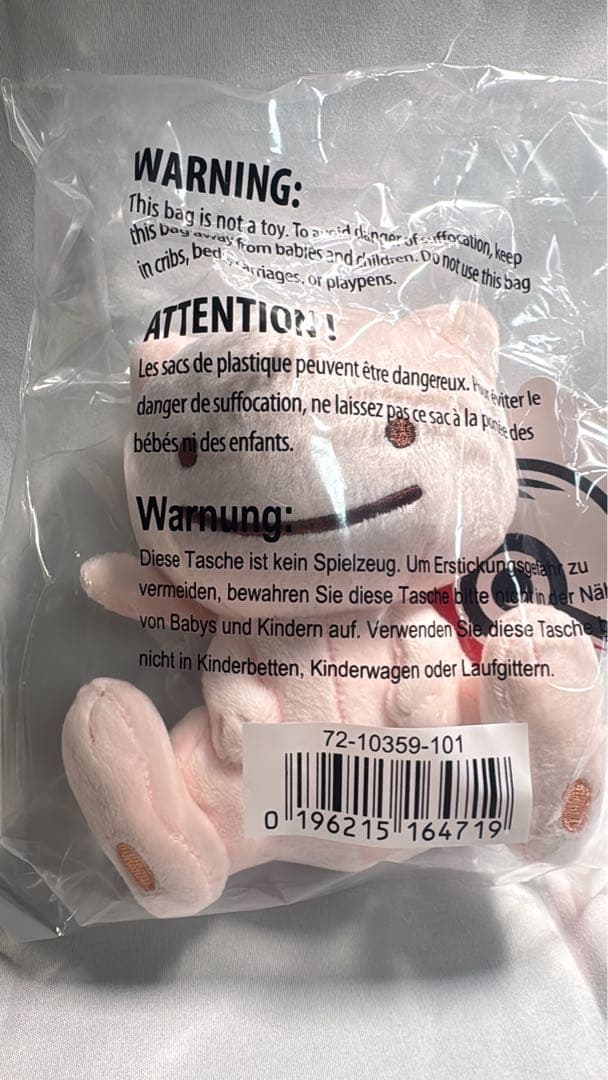 WARNING:
This bag is not a toy. To avoid danger of suffocation, keep
this bag away from babies and children. Do not use this bag
in cribs, bed, carriages, or playpens.
ATTENTION !
Les sacs de plastique peuvent être dangereux. Pour éviter le
danger de suffocation, ne laissez pas ce sac à la portée des
bébés ni des enfants.
Warnung:
Diese Tasche ist kein Spielzeug. Um Erstickungsgefahr zu
vermeiden, bewahren Sie diese Tasche bitte nicht in der Näh
von Babys und Kindern auf. Verwenden Sie diese Tasche b
nicht in Kinderbetten, Kinderwagen oder Laufgittern.
72-10359-101
0 196215 164719